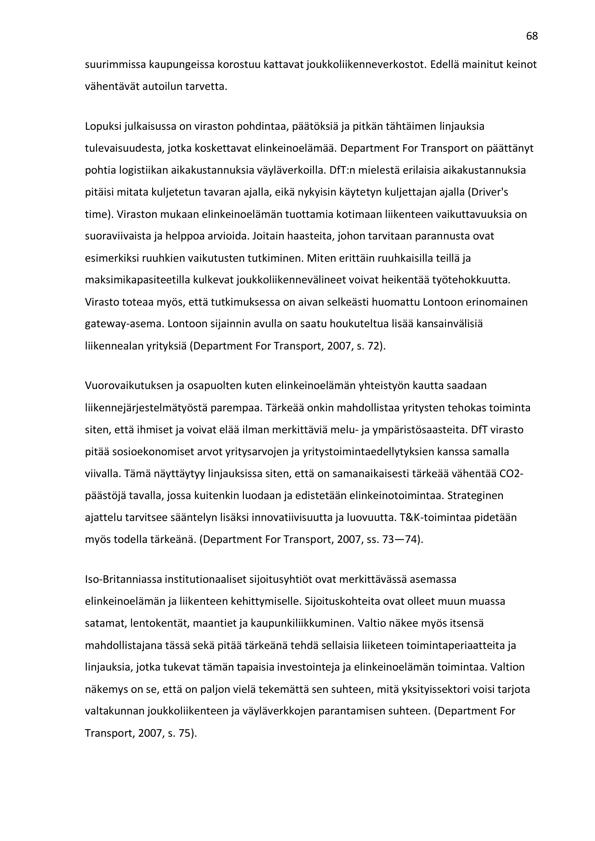 68
suurimmissa kaupungeissa korostuu kattavat joukkoliikenneverkostot. Edellä mainitut keinot
vähentävät autoilun tarvetta.
Lopuksi julkaisussa on viraston pohdintaa, päätöksiä ja pitkän tähtäimen linjauksia
tulevaisuudesta, jotka koskettavat elinkeinoelämää. Department For Transport on päättänyt
pohtia logistiikan aikakustannuksia väyläverkoilla. DfT:n mielestä erilaisia aikakustannuksia
pitäisi mitata kuljetetun tavaran ajalla, eikä nykyisin käytetyn kuljettajan ajalla (Driver's
time). Viraston mukaan elinkeinoelämän tuottamia kotimaan liikenteen vaikuttavuuksia on
suoraviivaista ja helppoa arvioida. Joitain haasteita, johon tarvitaan parannusta ovat
esimerkiksi ruuhkien vaikutusten tutkiminen. Miten erittäin ruuhkaisilla teillä ja
maksimikapasiteetilla kulkevat joukkoliikennevälineet voivat heikentää työtehokkuutta.
Virasto toteaa myös, että tutkimuksessa on aivan selkeästi huomattu Lontoon erinomainen
gateway-asema. Lontoon sijainnin avulla on saatu houkuteltua lisää kansainvälisiä
liikennealan yrityksiä (Department For Transport, 2007, s. 72).
Vuorovaikutuksen ja osapuolten kuten elinkeinoelämän yhteistyön kautta saadaan
liikennejärjestelmätyöstä parempaa. Tärkeää onkin mahdollistaa yritysten tehokas toiminta
siten, että ihmiset ja voivat elää ilman merkittäviä melu- ja ympäristösaasteita. DfT virasto
pitää sosioekonomiset arvot yritysarvojen ja yritystoimintaedellytyksien kanssa samalla
viivalla. Tämä näyttäytyy linjauksissa siten, että on samanaikaisesti tärkeää vähentää CO2-
päästöjä tavalla, jossa kuitenkin luodaan ja edistetään elinkeinotoimintaa. Strateginen
ajattelu tarvitsee sääntelyn lisäksi innovatiivisuutta ja luovuutta. T&K-toimintaa pidetään
myös todella tärkeänä. (Department For Transport, 2007, ss. 73—74).
Iso-Britanniassa institutionaaliset sijoitusyhtiöt ovat merkittävässä asemassa
elinkeinoelämän ja liikenteen kehittymiselle. Sijoituskohteita ovat olleet muun muassa
satamat, lentokentät, maantiet ja kaupunkiliikkuminen. Valtio näkee myös itsensä
mahdollistajana tässä sekä pitää tärkeänä tehdä sellaisia liiketeen toimintaperiaatteita ja
linjauksia, jotka tukevat tämän tapaisia investointeja ja elinkeinoelämän toimintaa. Valtion
näkemys on se, että on paljon vielä tekemättä sen suhteen, mitä yksityissektori voisi tarjota
valtakunnan joukkoliikenteen ja väyläverkkojen parantamisen suhteen. (Department For
Transport, 2007, s. 75).